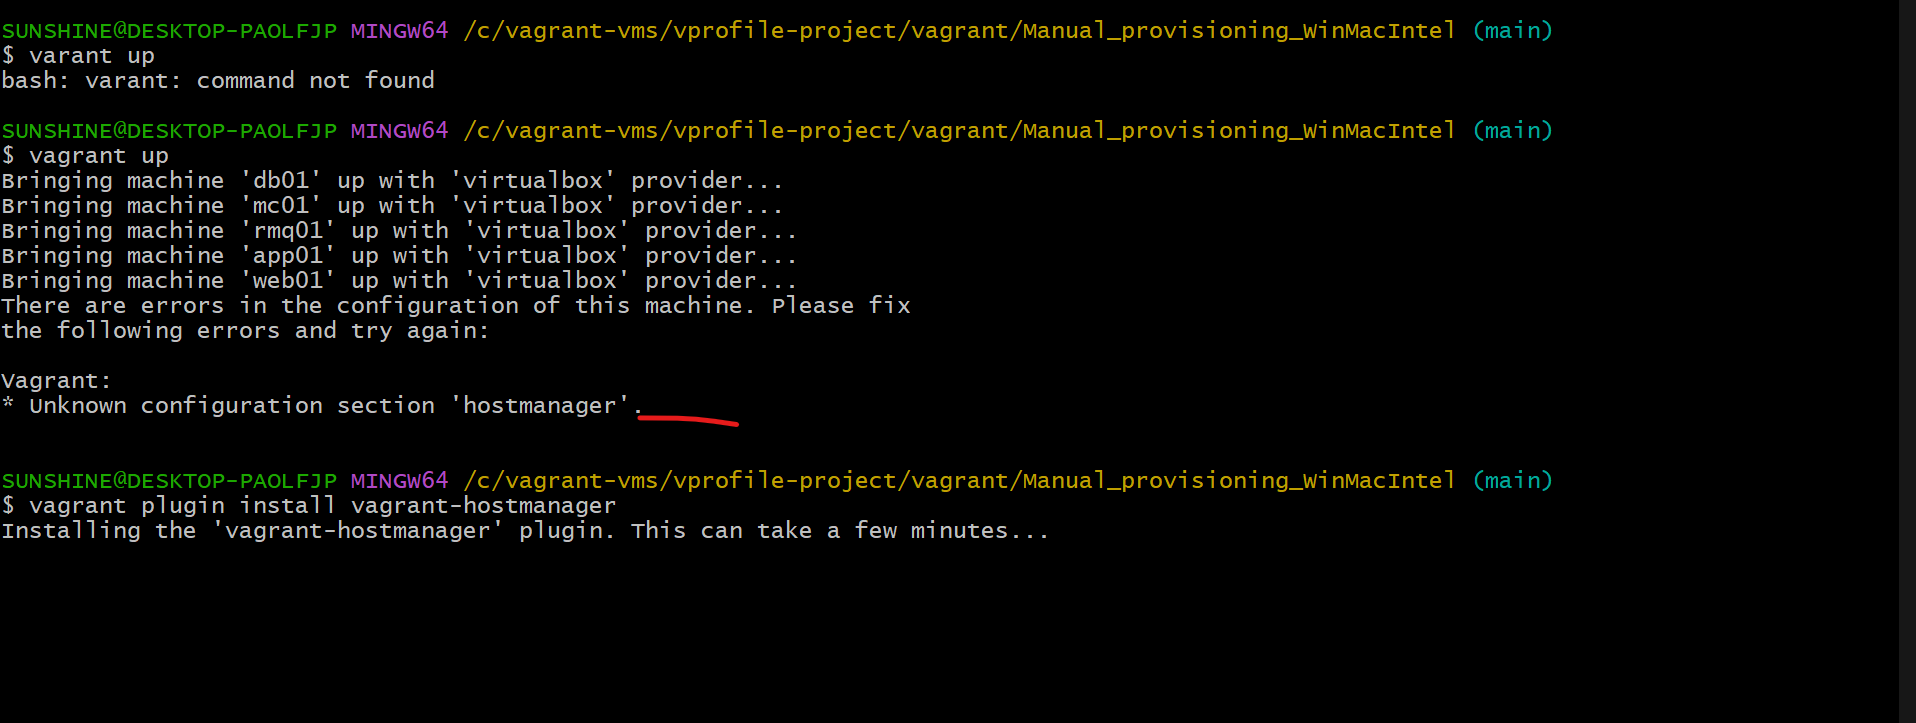 SUNSHINE@DESKTOP-PAOLFJP MINGW64 /c/vagrant-vms/vprofile-project/vagrant/Manual_provisioning_WinMacIntel (main)
$ varant up
bash: varant: command not found
SUNSHINE@DESKTOP-PAOLFJP MINGW64 /c/vagrant-vms/vprofile-project/vagrant/Manual_provisioning_WinMacIntel (main)
$ vagrant up
Bringing machine 'db01' up with 'virtualbox' provider...
Bringing machine 'mc01' up with 'virtualbox' provider...
Bringing machine 'rmq01' up with 'virtualbox' provider...
Bringing machine 'app01' up with 'virtualbox' provider...
Bringing machine 'web01' up with 'virtualbox' provider...
There are errors in the configuration of this machine. Please fix
the following errors and try again:
Vagrant:
* Unknown configuration section 'hostmanager'.
SUNSHINE@DESKTOP-PAOLFJP MINGW64 /c/vagrant-vms/vprofile-project/vagrant/Manual_provisioning_WinMacIntel (main)
$ vagrant plugin install vagrant-hostmanager
Installing the 'vagrant-hostmanager' plugin. This can take a few minutes...